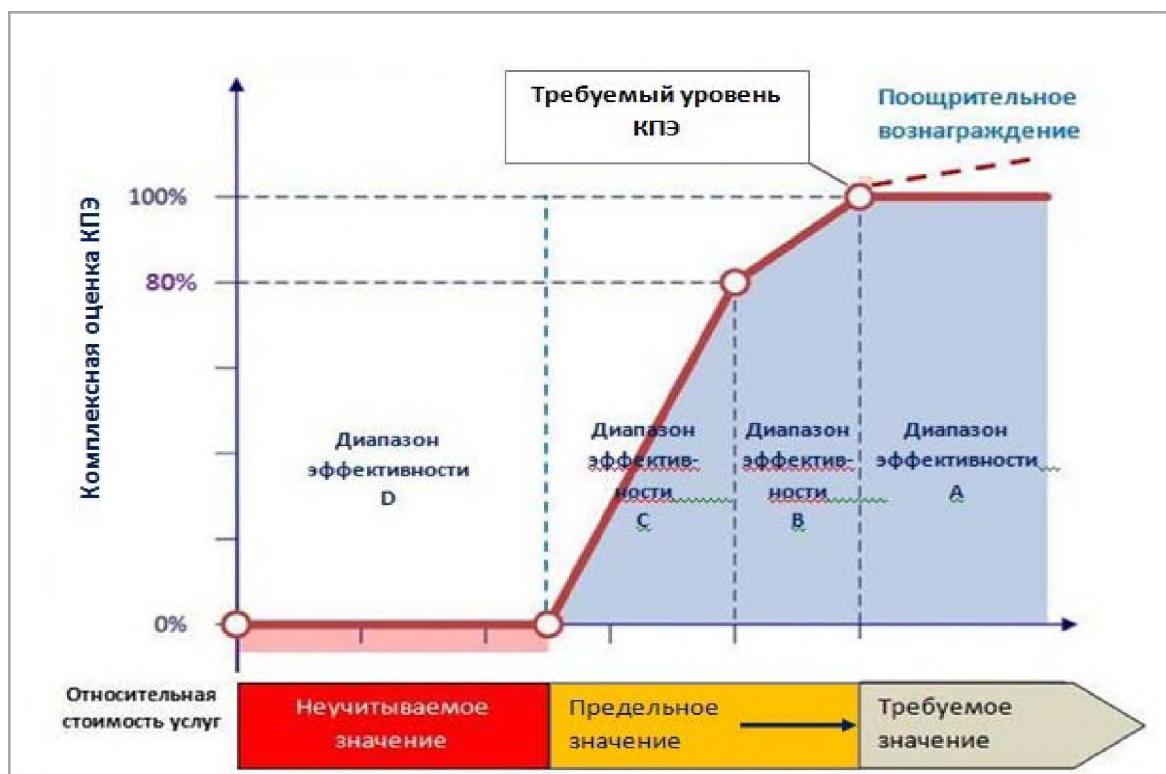 Требуемый уровень
КПЭ
Поощрительное
вознаграждение
Комплексная оценка КПЭ
100%
80%
0%
Диапазон
эффективности
D
Диапазон
эффектив-
ности
C
Диапазон
эффектив-
ности
B
Диапазон
эффективности
A
Относительная
стоимость услуг
Неучитываемое
значение
Предельное
значение
Требуемое
значение